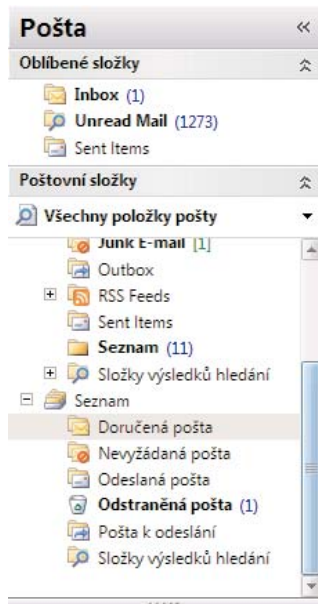 Pošta «
Oblíbené složky
Inbox (1)
Unread Mail (1273)
Sent Items
Poštovní složky
Všechny položky pošty
Junk E-mail [1]
Outbox
RSS Feeds
Sent Items
Seznam (11)
Složky výsledků hledání
Seznam
Doručená pošta
Nevyžádaná pošta
Odeslaná pošta
Odstraněná pošta (1)
Pošta k odeslání
Složky výsledků hledání